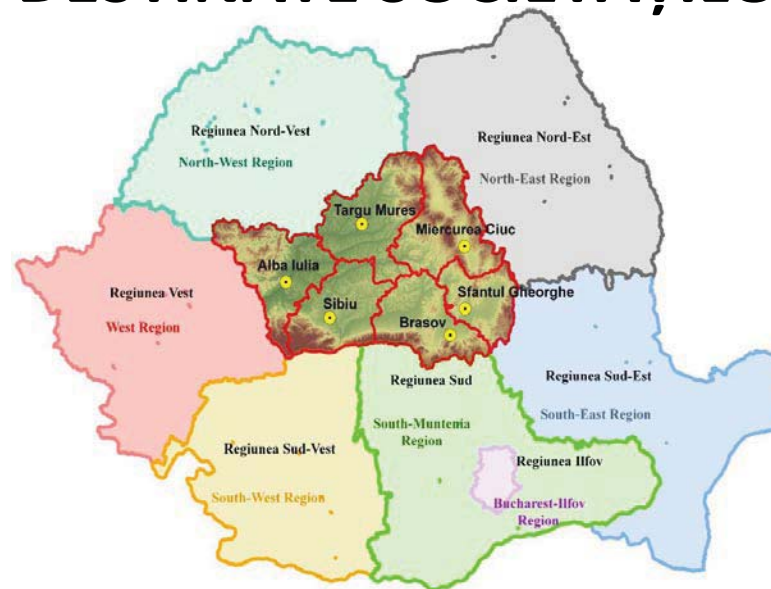 Regiunea Nord-Vest
North-West Region
Regiunea Nord-Est
North-East Region
Targu Mures
Miercurea Ciuc
Alba Iulia
Sfantul Gheorghe
Sibiu
Brasov
Regiunea Vest
West Region
Regiunea Sud
South-Muntenia
Region
Regiunea Sud-Est
South-East Region
Regiunea Sud-Vest
South-West Region
Regiunea Ilfov
Bucharest-Ilfov
Region